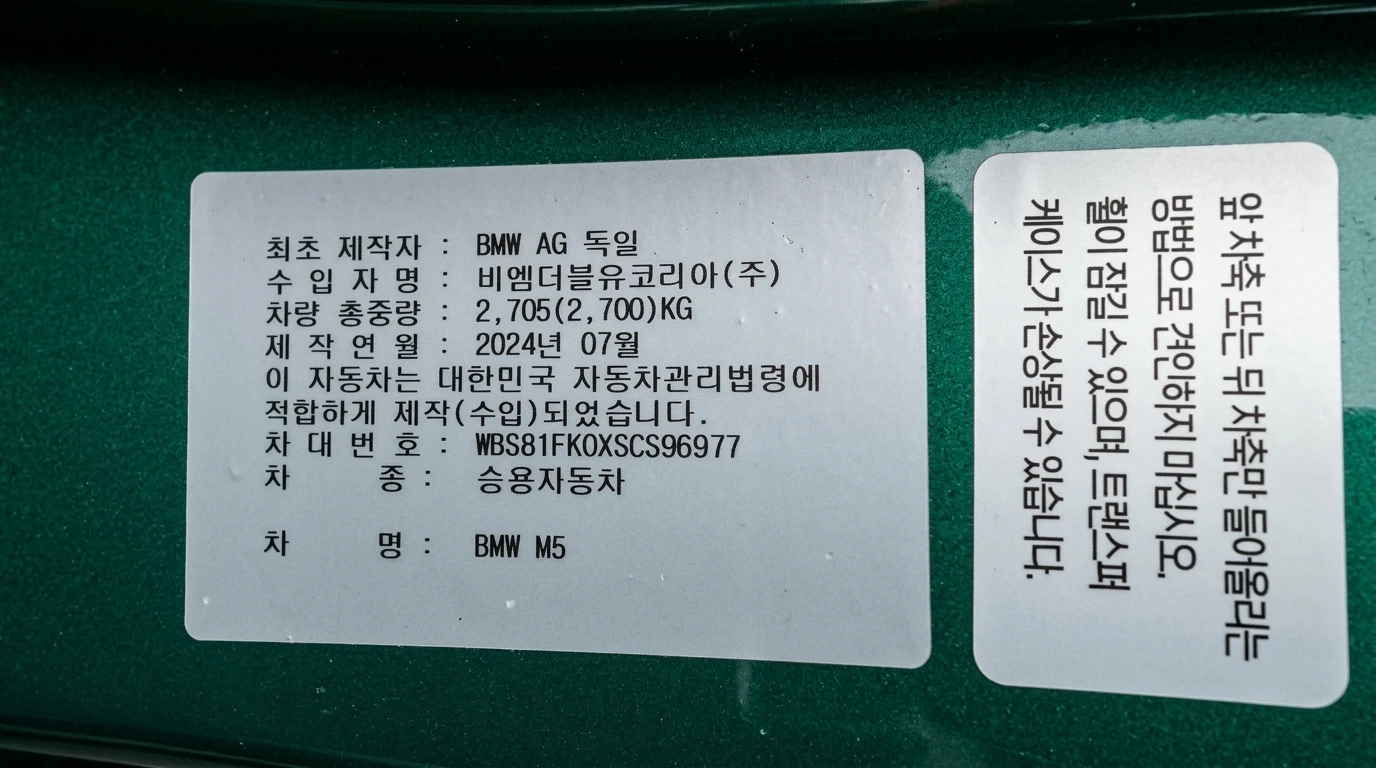 최초 제작자 : BMW AG 독일
수 입 자 명 : 비엠더블유코리아(주)
차량 총중량 : 2,705(2,700)KG
제 작 연 월 : 2024년 07월
이 자동차는 대한민국 자동차관리법령에
적합하게 제작(수입)되었습니다.
차 대 번 호 : WBS81FK0XSCS96977
차 종 : 승용자동차
차 명 : BMW M5
앞 차축 또는 뒤 차축만 들어올리는
방법으로 견인하지 마십시오.
휠이 잠길 수 있으며, 트랜스퍼
케이스가 손상될 수 있습니다.